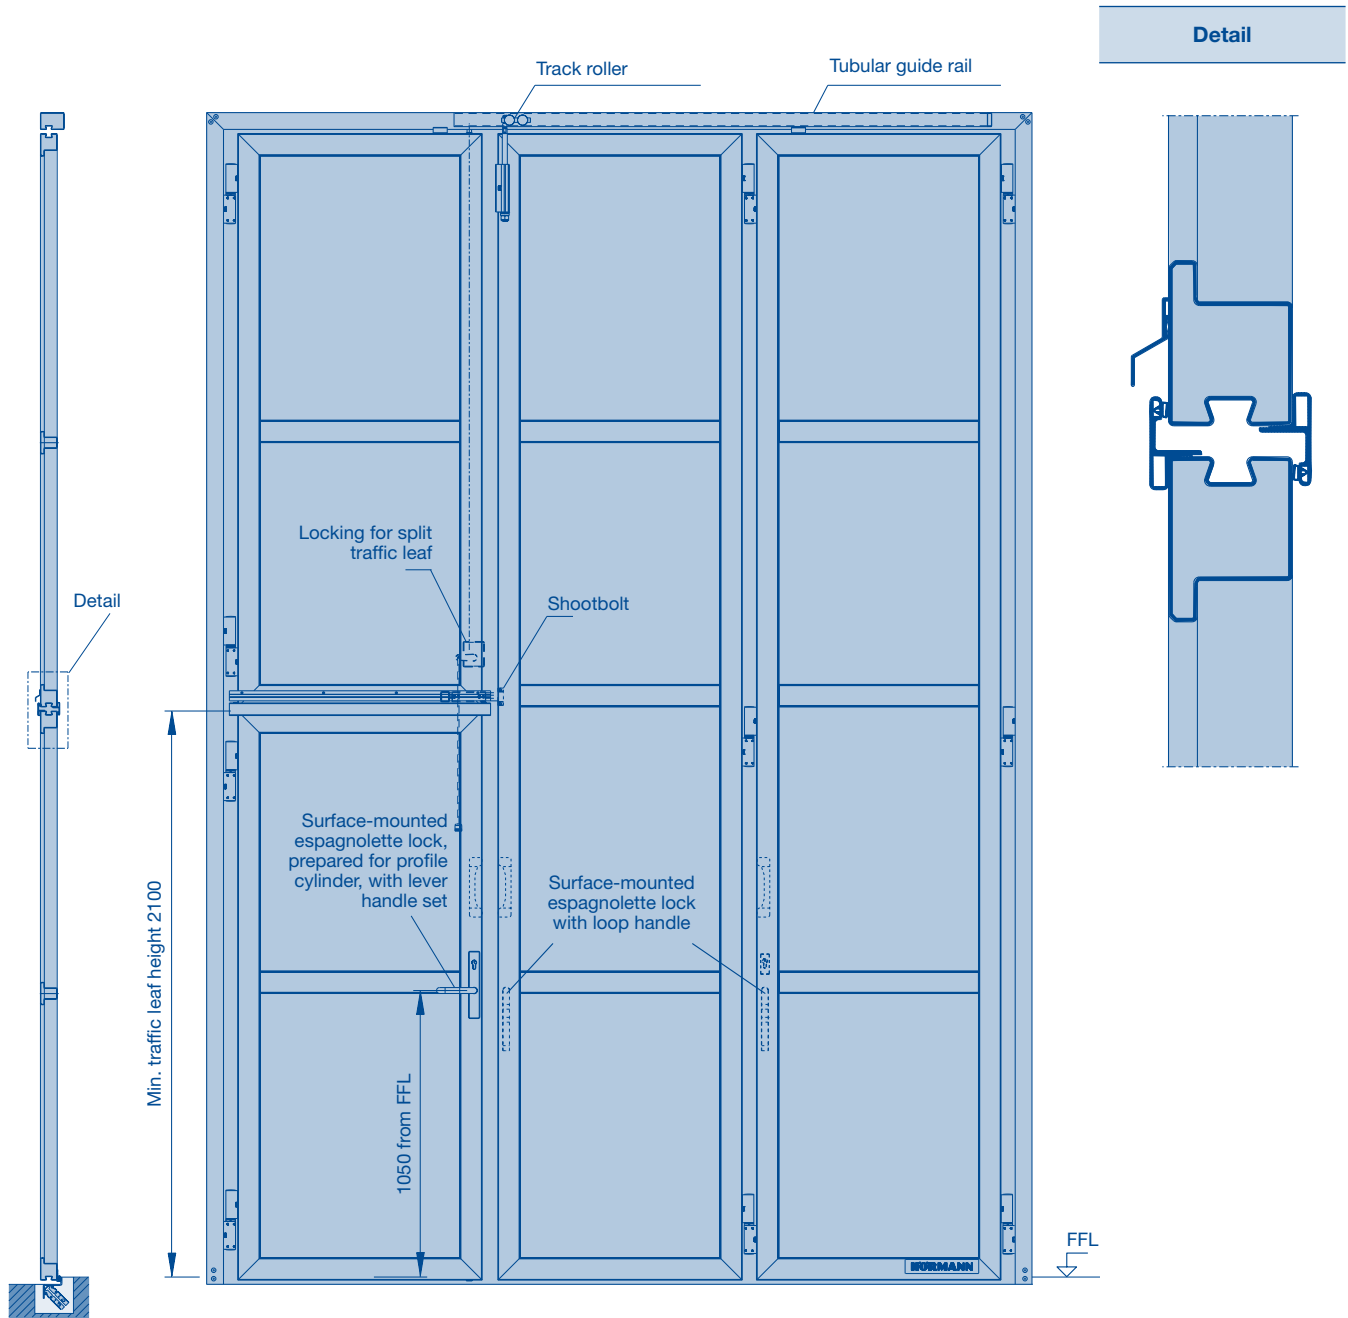 Detail
Track roller
Tubular guide rail
Locking for split
traffic leaf
Shootbolt
Detail
Surface-mounted
espagnolette lock,
prepared for profile
cylinder, with lever
handle set
Surface-mounted
espagnolette lock
with loop handle
Min. traffic leaf height 2100
1050 from FFL
FFL
HÖRMANN